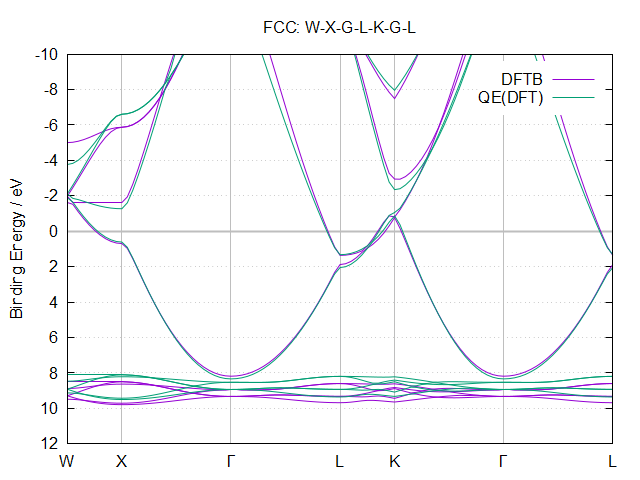 FCC: W-X-G-L-K-G-L
Binding Energy / eV
-10
-8
-6
-4
-2
0
2
4
6
8
10
12
DFTB
QE(DFT)
W X Γ L K Γ L